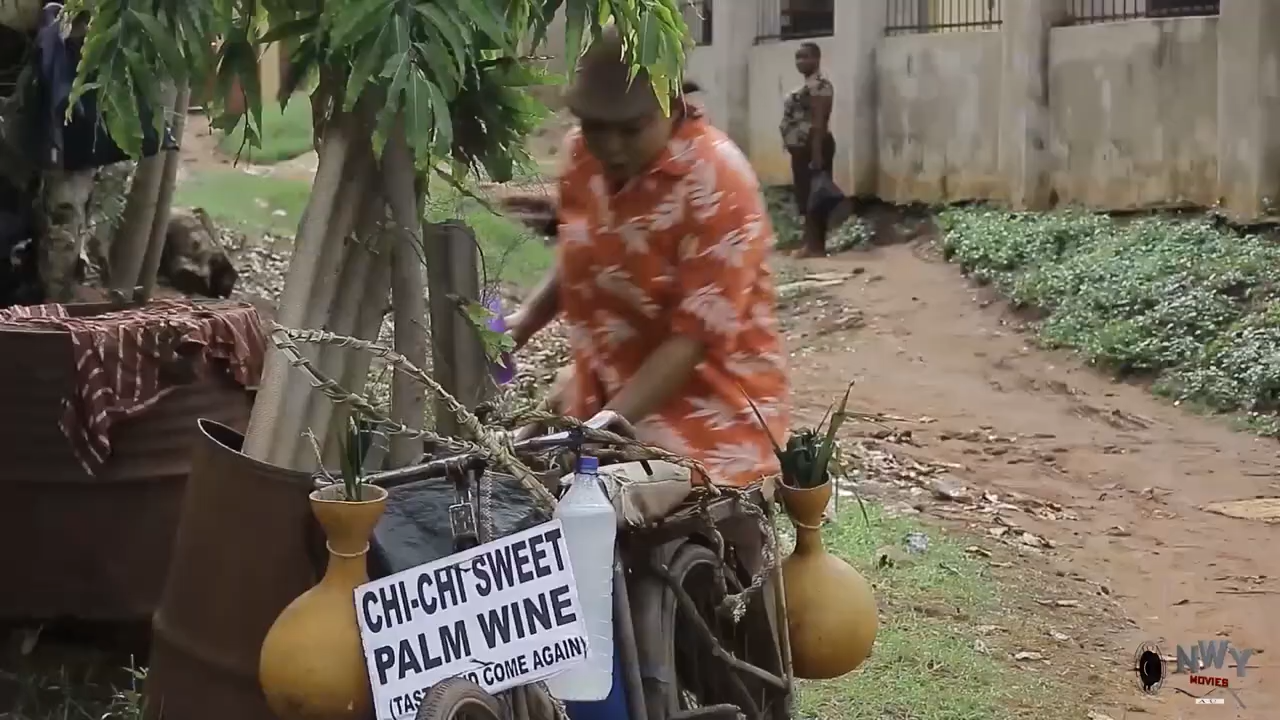 CHI-CHI SWEET
PALM WINE
COME AGAIN)
NWY
MOVIES